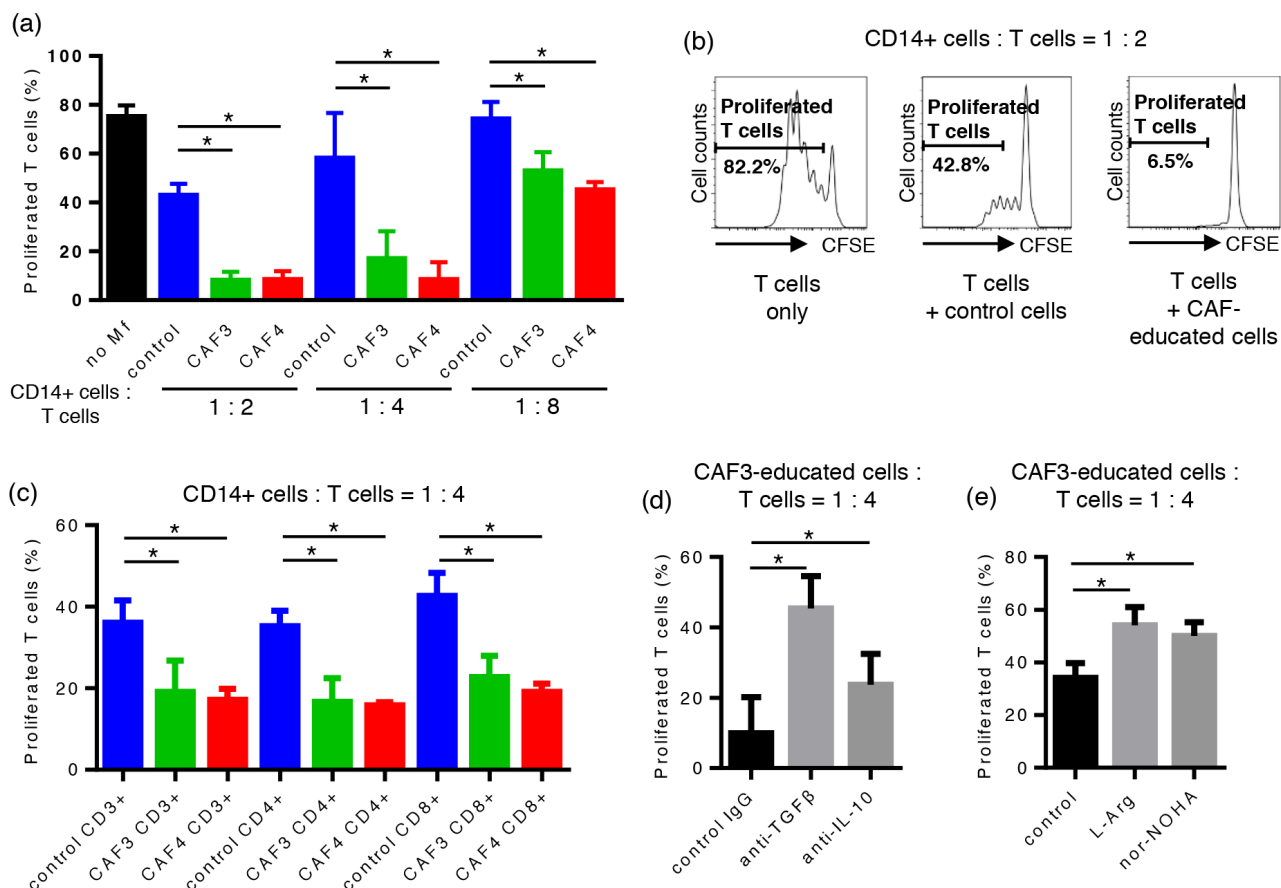 (a)
Proliferated T cells (%)
100
80
60
40
20
0
*
*
*
*
*
*
no Mf
control
CAF3
CAF4
control
CAF3
CAF4
control
CAF3
CAF4
CD14+ cells :
T cells
1 : 2
1 : 4
1 : 8
(b)
CD14+ cells : T cells = 1 : 2
Cell counts
Proliferated
T cells
82.2%
CFSE
T cells
only
Cell counts
Proliferated
T cells
42.8%
CFSE
T cells
+ control cells
Cell counts
Proliferated
T cells
6.5%
CFSE
T cells
+ CAF-
educated cells
(c)
CD14+ cells : T cells = 1 : 4
Proliferated T cells (%)
60
40
20
0
*
*
*
*
*
*
control CD3+
CAF3 CD3+
CAF4 CD3+
control CD4+
CAF3 CD4+
CAF4 CD4+
control CD8+
CAF3 CD8+
CAF4 CD8+
(d)
CAF3-educated cells :
T cells = 1 : 4
Proliferated T cells (%)
60
40
20
0
*
*
control IgG
anti-TGFβ
anti-IL-10
(e)
CAF3-educated cells :
T cells = 1 : 4
Proliferated T cells (%)
80
60
40
20
0
*
*
control
L-Arg
nor-NOHA